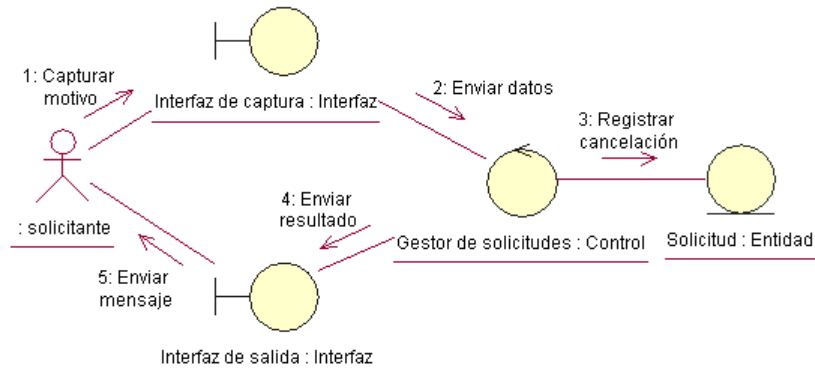 1: Capturar
motivo
Interfaz de captura : Interfaz
2: Enviar datos
3: Registrar
cancelación
: solicitante
4: Enviar
resultado
Gestor de solicitudes : Control
Solicitud : Entidad
5: Enviar
mensaje
Interfaz de salida : Interfaz